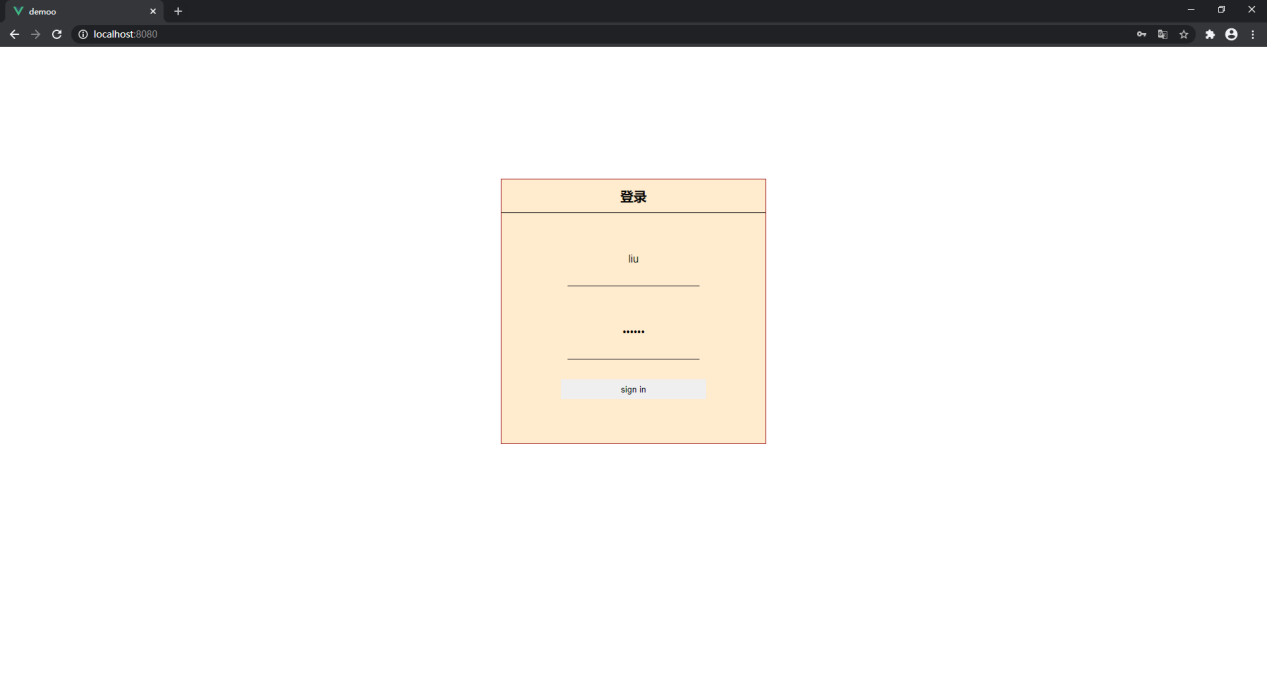 demoo
localhost:8080
登录
liu
••••••
sign in